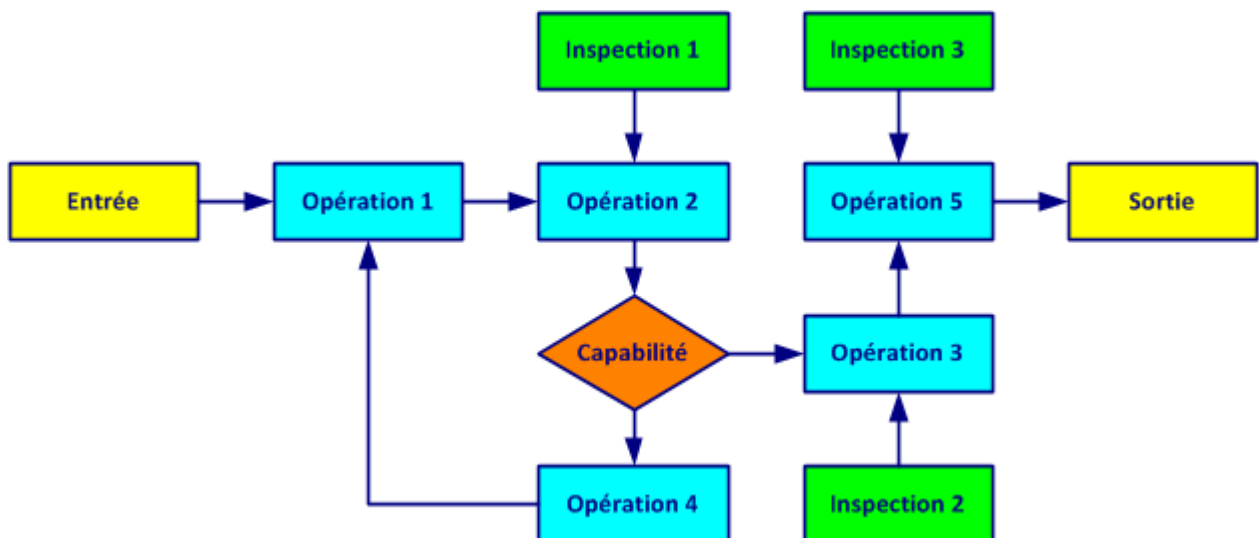 Inspection 1
Inspection 3
Entrée
Opération 1
Opération 2
Opération 5
Sortie
Capabilité
Opération 3
Opération 4
Inspection 2